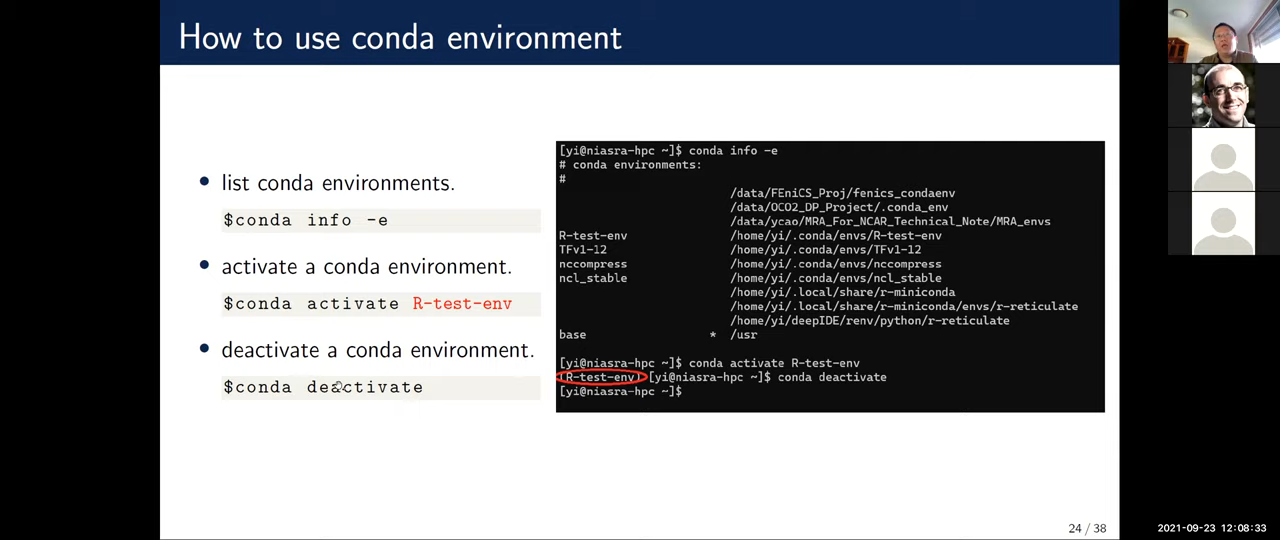 How to use conda environment
list conda environments.
$conda info -e
activate a conda environment.
$conda activate R-test-env
deactivate a conda environment.
$conda deactivate
[yi@niasra-hpc ~]$ conda info -e
# conda environments:
#
/data/FEniCS_Proj/fenics_condaenv
/data/OCO2_DP_Project/.conda_env
/data/ycao/MRA_For_NCAR_Technical_Note/MRA_envs
R-test-env /home/yi/.conda/envs/R-test-env
TFv1-12 /home/yi/.conda/envs/TFv1-12
nccompress /home/yi/.conda/envs/nccompress
ncl_stable /home/yi/.conda/envs/ncl_stable
/home/yi/.local/share/r-miniconda
/home/yi/.local/share/r-miniconda/envs/r-reticulate
/home/yi/deepIDE/renv/python/r-reticulate
base * /usr
[yi@niasra-hpc ~]$ conda activate R-test-env
(R-test-env) [yi@niasra-hpc ~]$ conda deactivate
[yi@niasra-hpc ~]$
24 / 38
2021-09-23 12:08:33